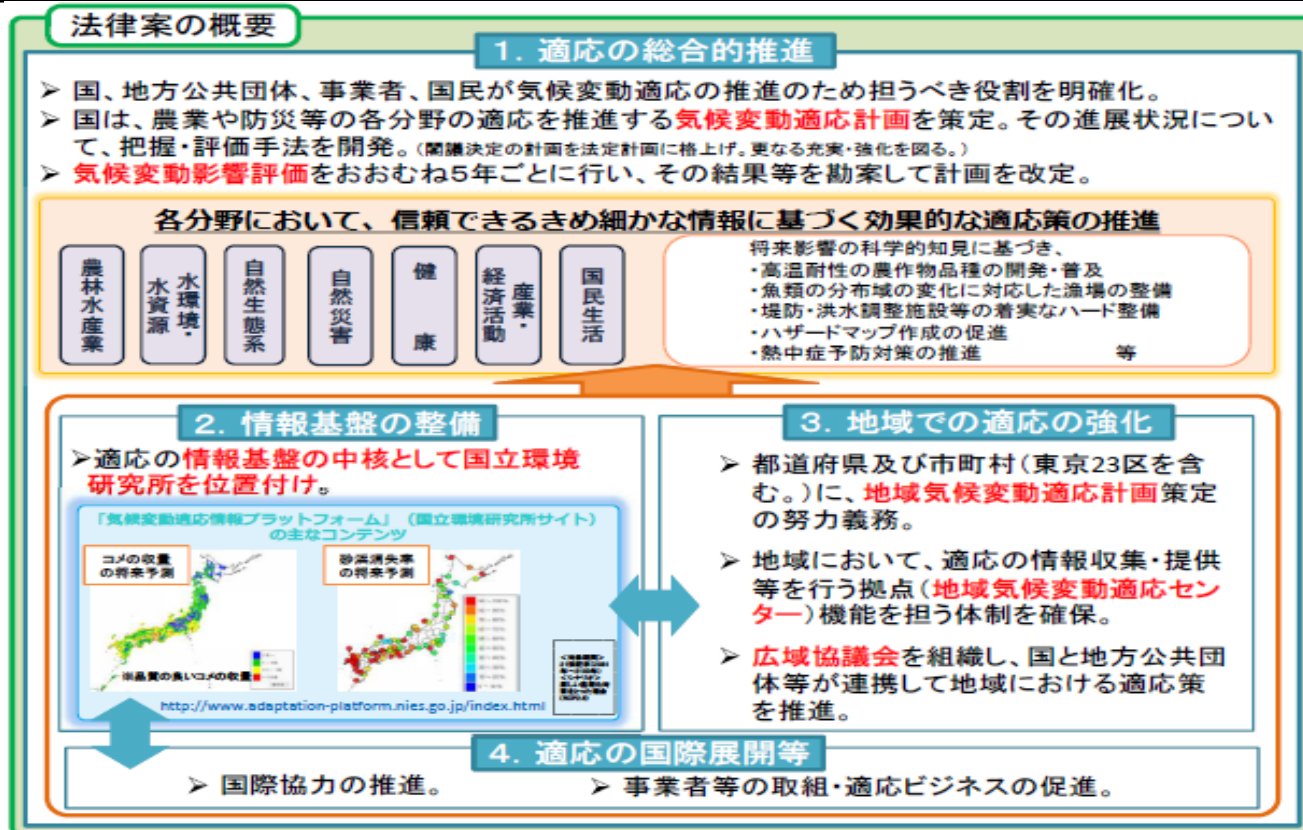 法律案の概要
1. 適応の総合的推進
➢ 国、地方公共団体、事業者、国民が気候変動適応の推進のため担うべき役割を明確化。
➢ 国は、農業や防災等の各分野の適応を推進する気候変動適応計画を策定。その進展状況につい
て、把握・評価手法を開発。(閣議決定の計画を法定計画に格上げ。更なる充実・強化を図る。)
➢ 気候変動影響評価をおおむね5年ごとに行い、その結果等を勘案して計画を改定。
各分野において、信頼できるきめ細かな情報に基づく効果的な適応策の推進
農林水産業
水環境・
水資源
自然生態系
自然災害
健康
産業・
経済活動
国民生活
将来影響の科学的知見に基づき、
・高温耐性の農作物品種の開発・普及
・魚類の分布域の変化に対応した漁場の整備
・堤防・洪水調整施設等の着実なハード整備
・ハザードマップ作成の促進
・熱中症予防対策の推進 等
2. 情報基盤の整備
➢適応の情報基盤の中核として国立環境
研究所を位置付け。
「気候変動適応情報プラットフォーム」(国立環境研究所サイト)
の主なコンテンツ
コメの収量
の将来予測
砂浜消失率
の将来予測
※品質の良いコメの収量
http://www.adaptation-platform.nies.go.jp/index.html
3. 地域での適応の強化
➢ 都道府県及び市町村(東京23区を含
む。)に、地域気候変動適応計画策定
の努力義務。
➢ 地域において、適応の情報収集・提供
等を行う拠点(地域気候変動適応セン
ター)機能を担う体制を確保。
➢ 広域協議会を組織し、国と地方公共団
体等が連携して地域における適応策
を推進。
4. 適応の国際展開等
➢ 国際協力の推進。
➢ 事業者等の取組・適応ビジネスの促進。